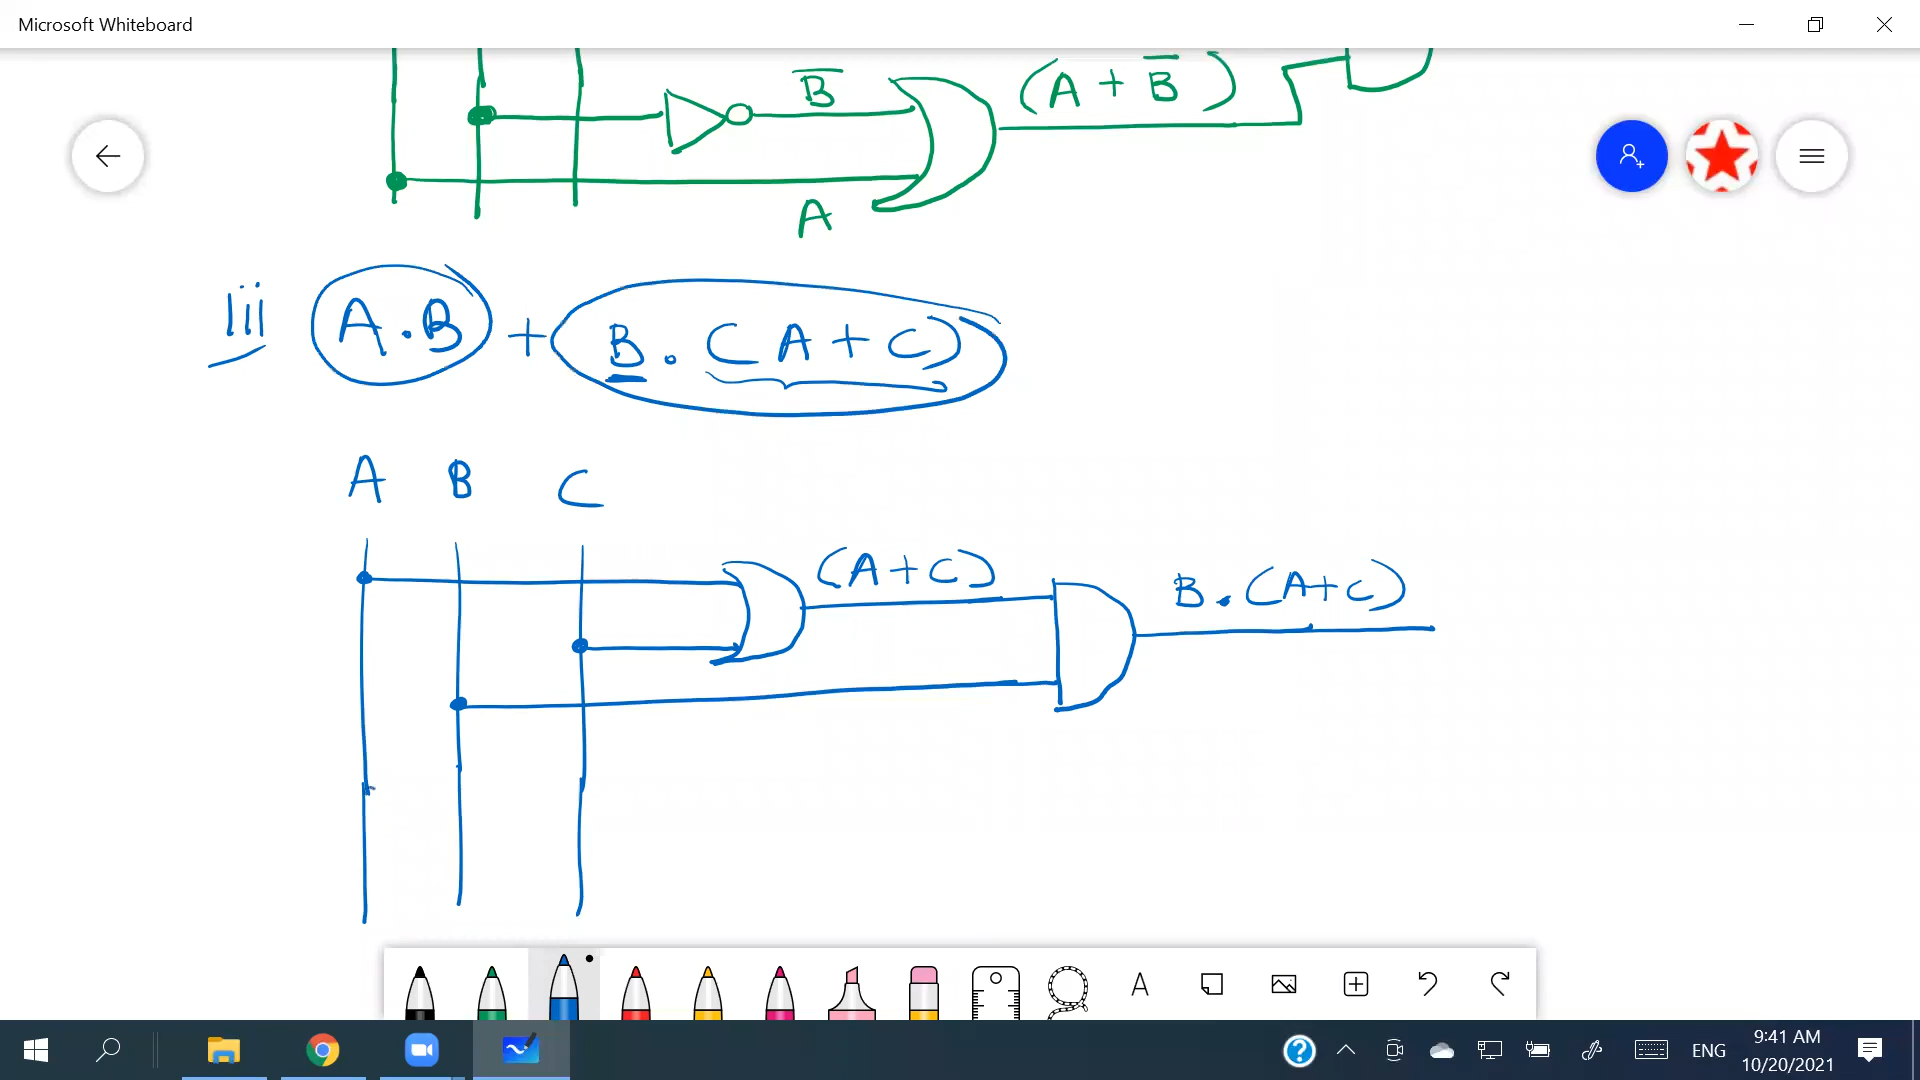 Microsoft Whiteboard
B̅ (A + B̅)
A
iii A.B + B.(A+C)
A B C
(A+C) B.(A+C)
A
ENG 9:41 AM
10/20/2021